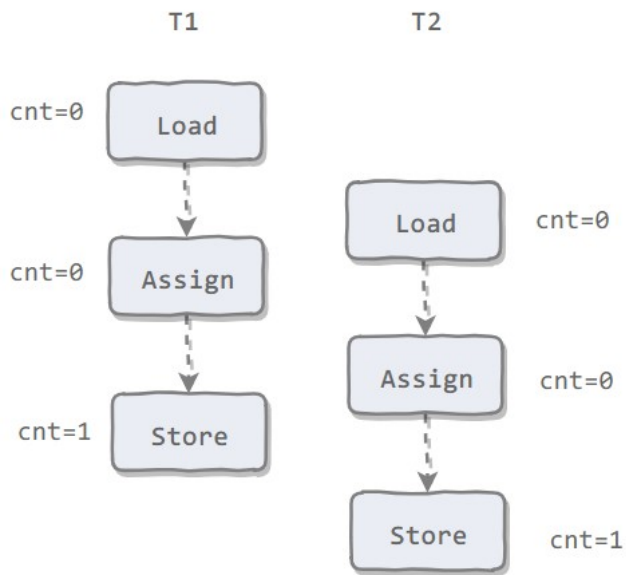 T1 T2
cnt=0 Load
Load cnt=0
cnt=0 Assign
Assign cnt=0
cnt=1 Store
Store cnt=1